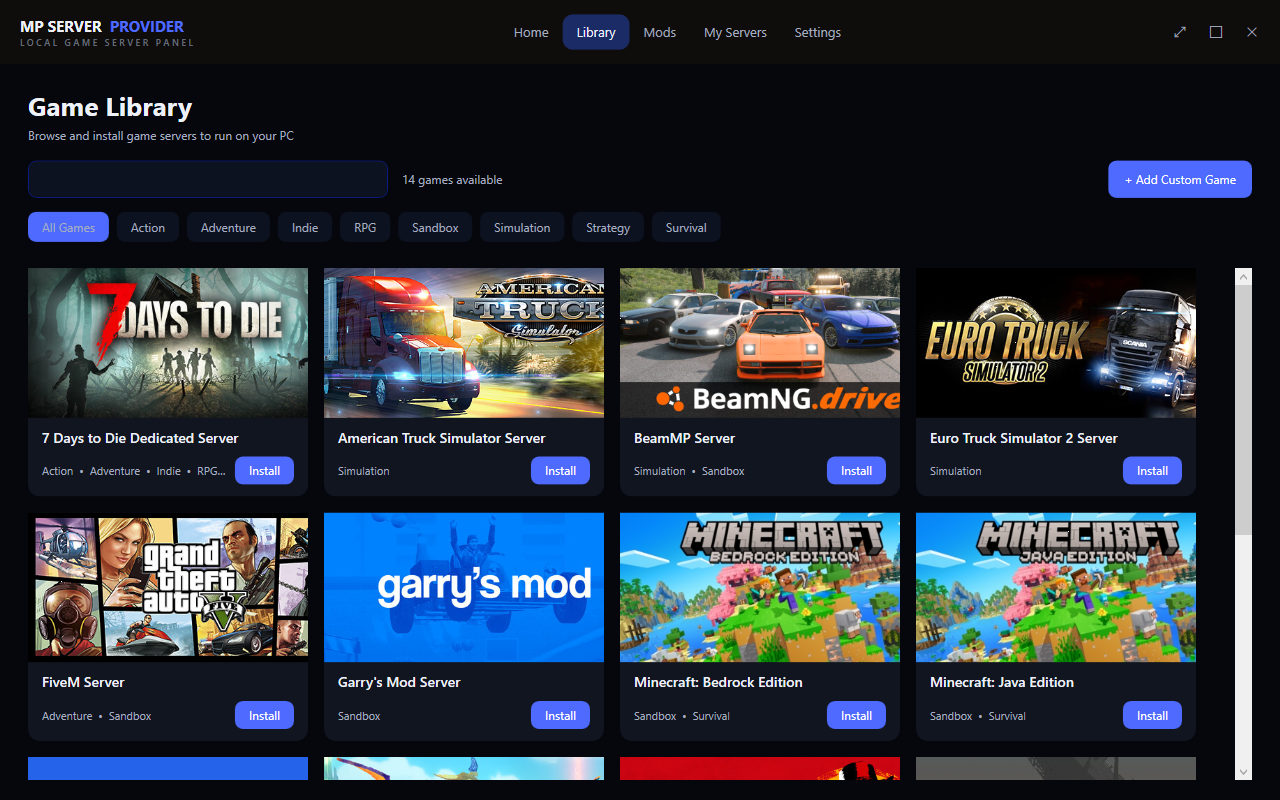 MP SERVER PROVIDER
LOCAL GAME SERVER PANEL
Home
Library
Mods
My Servers
Settings
Game Library
Browse and install game servers to run on your PC
14 games available
+ Add Custom Game
All Games
Action
Adventure
Indie
RPG
Sandbox
Simulation
Strategy
Survival
7 DAYS TO DIE
AMERICAN
TRUCK
Simulator
BeamNG.drive
EURO TRUCK
SIMULATOR 2
SCANIA
7 Days to Die Dedicated Server
Action • Adventure • Indie • RPG...
Install
American Truck Simulator Server
Simulation
Install
BeamMP Server
Simulation • Sandbox
Install
Euro Truck Simulator 2 Server
Simulation
Install
grand
theft
auto V
FIVE
garry's mod
MINECRAFT
BEDROCK EDITION
MINECRAFT
JAVA EDITION
FiveM Server
Adventure • Sandbox
Install
Garry's Mod Server
Sandbox
Install
Minecraft: Bedrock Edition
Sandbox • Survival
Install
Minecraft: Java Edition
Sandbox • Survival
Install